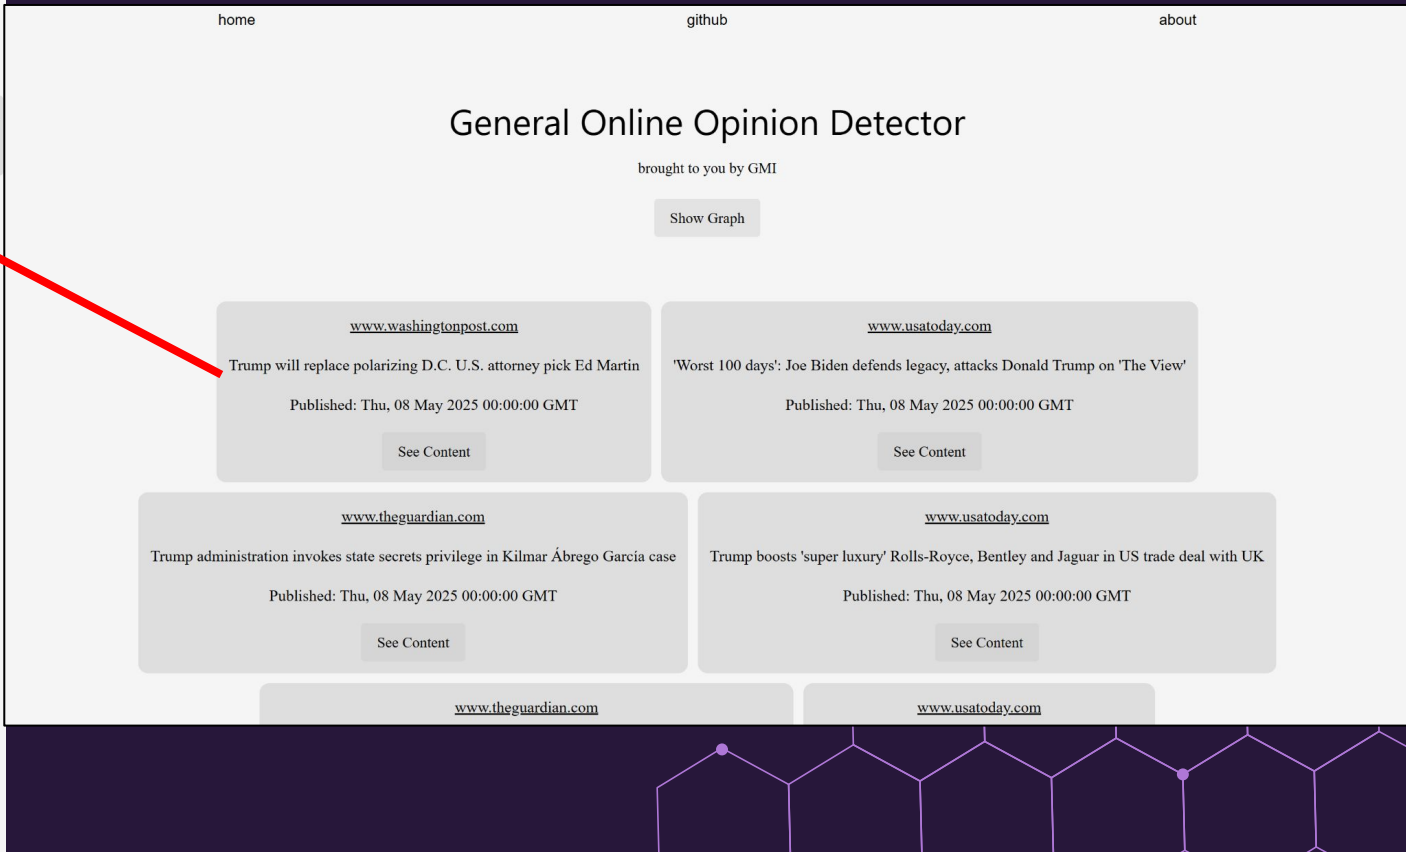 home
github
about
General Online Opinion Detector
brought to you by GMI
Show Graph
www.washingtonpost.com
Trump will replace polarizing D.C. U.S. attorney pick Ed Martin
Published: Thu, 08 May 2025 00:00:00 GMT
See Content
www.usatoday.com
'Worst 100 days': Joe Biden defends legacy, attacks Donald Trump on 'The View'
Published: Thu, 08 May 2025 00:00:00 GMT
See Content
www.theguardian.com
Trump administration invokes state secrets privilege in Kilmar Ábrego García case
Published: Thu, 08 May 2025 00:00:00 GMT
See Content
www.usatoday.com
Trump boosts 'super luxury' Rolls-Royce, Bentley and Jaguar in US trade deal with UK
Published: Thu, 08 May 2025 00:00:00 GMT
See Content
www.theguardian.com
www.usatoday.com